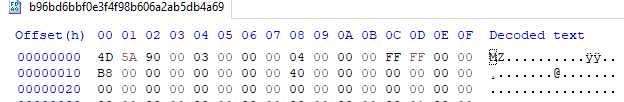 b96bd6bbf0e3f4f98b606a2ab5db4a69
Offset(h) 00 01 02 03 04 05 06 07 08 09 0A 0B 0C 0D 0E 0F Decoded text
00000000 4D 5A 90 00 03 00 00 00 04 00 00 00 FF FF 00 00 MZ..........ÿÿ..
00000010 B8 00 00 00 00 00 00 00 40 00 00 00 00 00 00 00 ¸.......@.......
00000020 00 00 00 00 00 00 00 00 00 00 00 00 00 00 00 00 ................